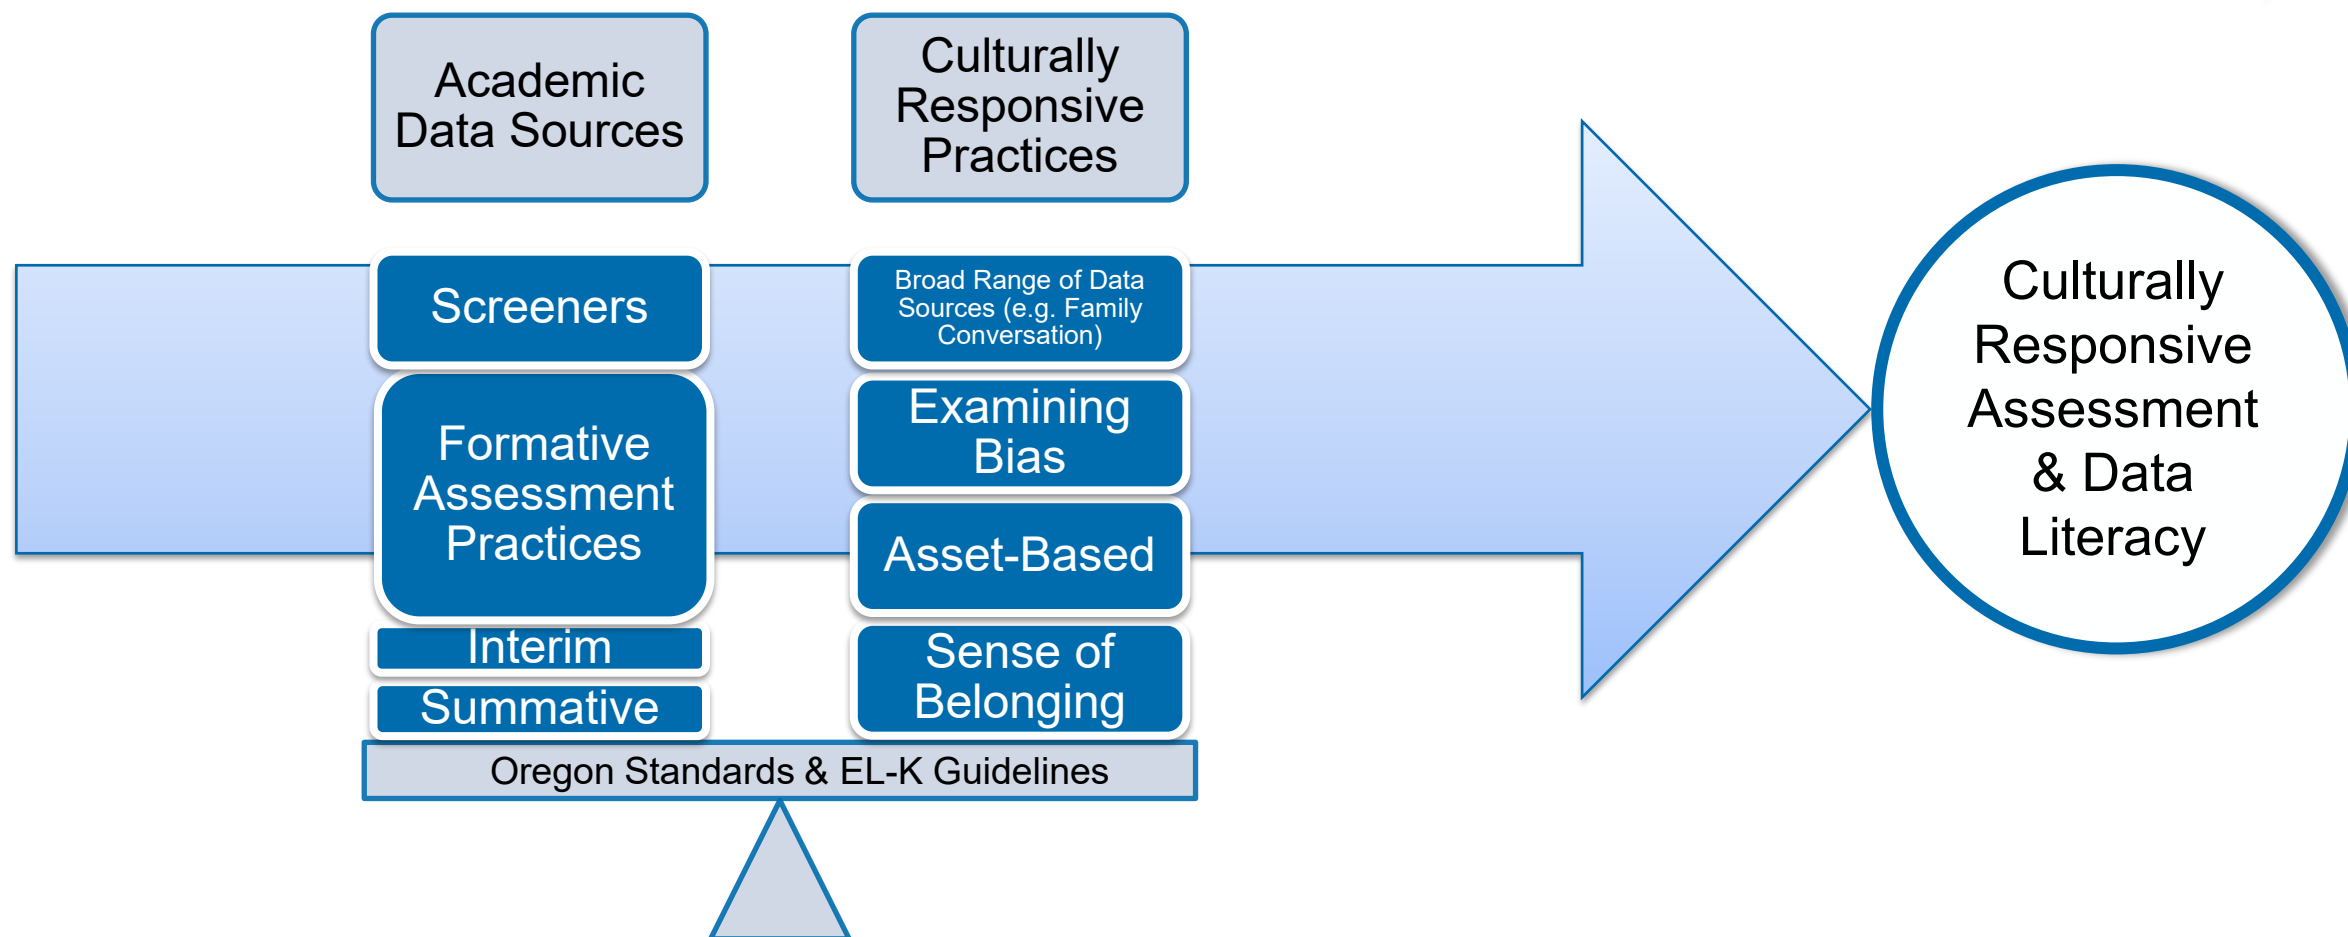 Academic
Data Sources
Culturally
Responsive
Practices
Screeners
Formative
Assessment
Practices
Interim
Summative
Broad Range of Data
Sources (e.g. Family
Conversation)
Examining
Bias
Asset-Based
Sense of
Belonging
Oregon Standards & EL-K Guidelines
Culturally
Responsive
Assessment
& Data
Literacy